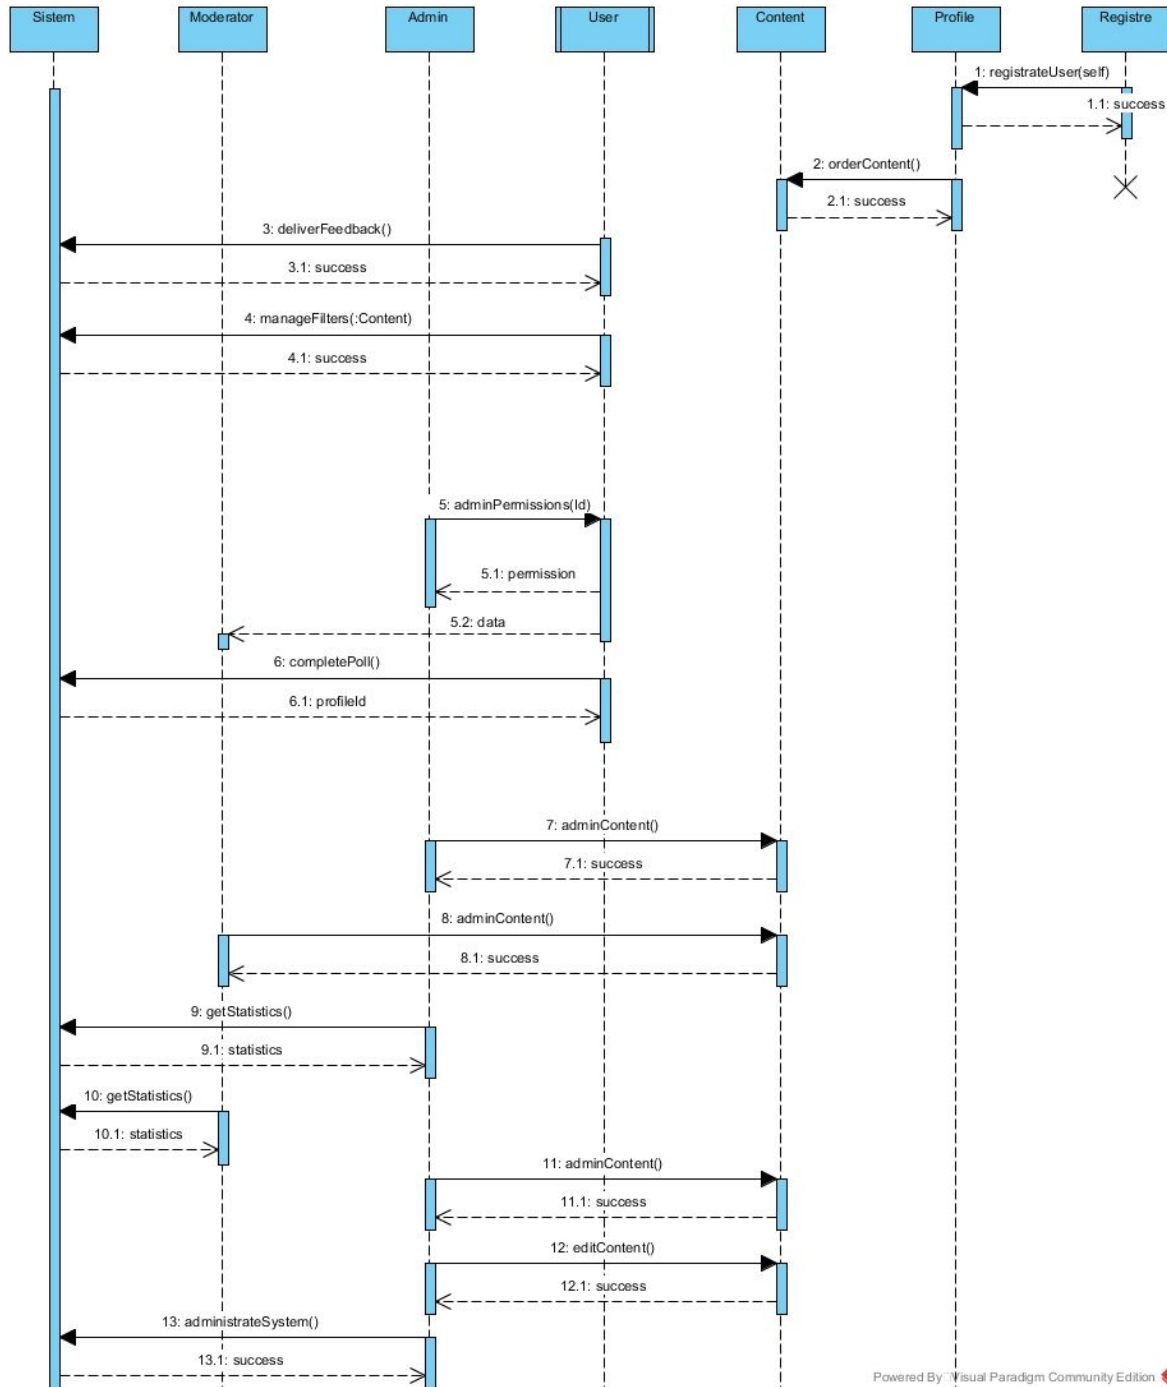 Sistem
Moderator
Admin
User
Content
Profile
Registre
1: registrateUser(self)
1.1: success
2: orderContent()
2.1: success
3: deliverFeedback()
3.1: success
4: manageFilters(:Content)
4.1: success
5: adminPermissions(Id)
5.1: permission
5.2: data
6: completePoll()
6.1: profileId
7: adminContent()
7.1: success
8: adminContent()
8.1: success
9: getStatistics()
9.1: statistics
10: getStatistics()
10.1: statistics
11: adminContent()
11.1: success
12: editContent()
12.1: success
13: administrateSystem()
13.1: success
Powered By Visual Paradigm Community Edition